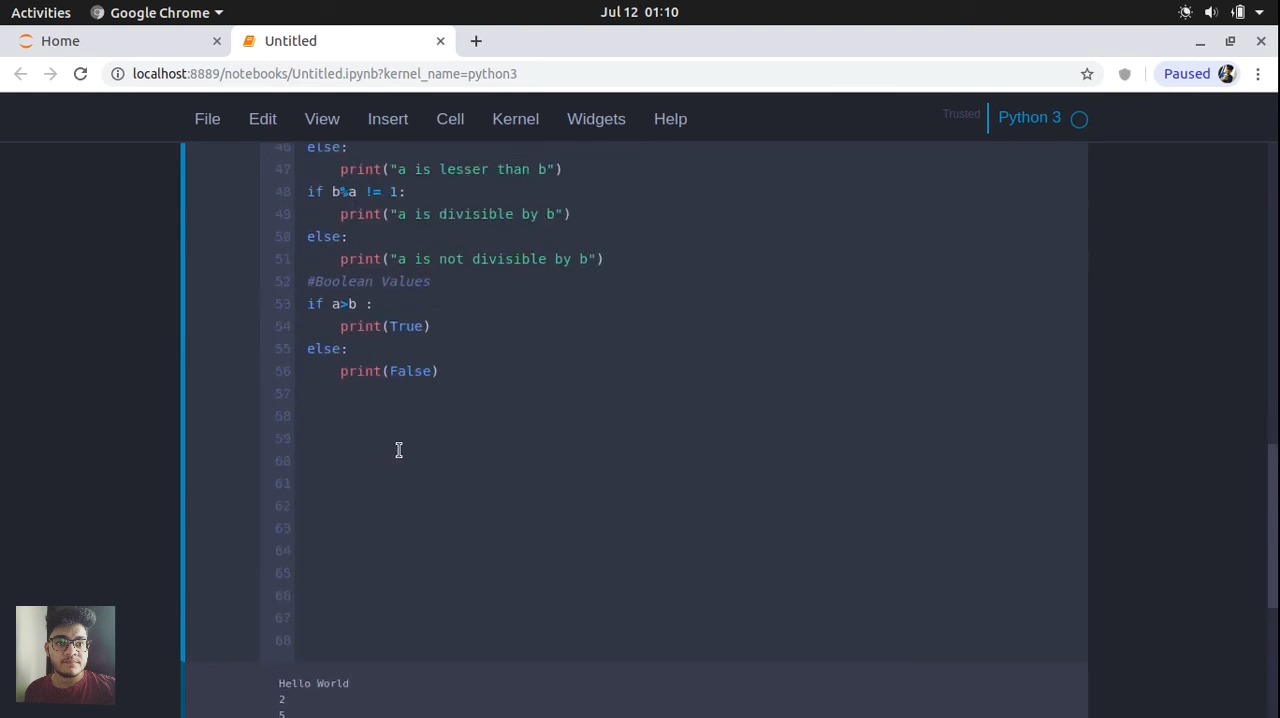 Activities Google Chrome Jul 12 01:10
Home Untitled
localhost:8889/notebooks/Untitled.ipynb?kernel_name=python3 Paused
File Edit View Insert Cell Kernel Widgets Help Trusted Python 3
46 else:
47 print("a is lesser than b")
48 if b%a != 1:
49 print("a is divisible by b")
50 else:
51 print("a is not divisible by b")
52 #Boolean Values
53 if a>b :
54 print(True)
55 else:
56 print(False)
57
58
59
60
61
62
63
64
65
66
67
68
Hello World
2
5